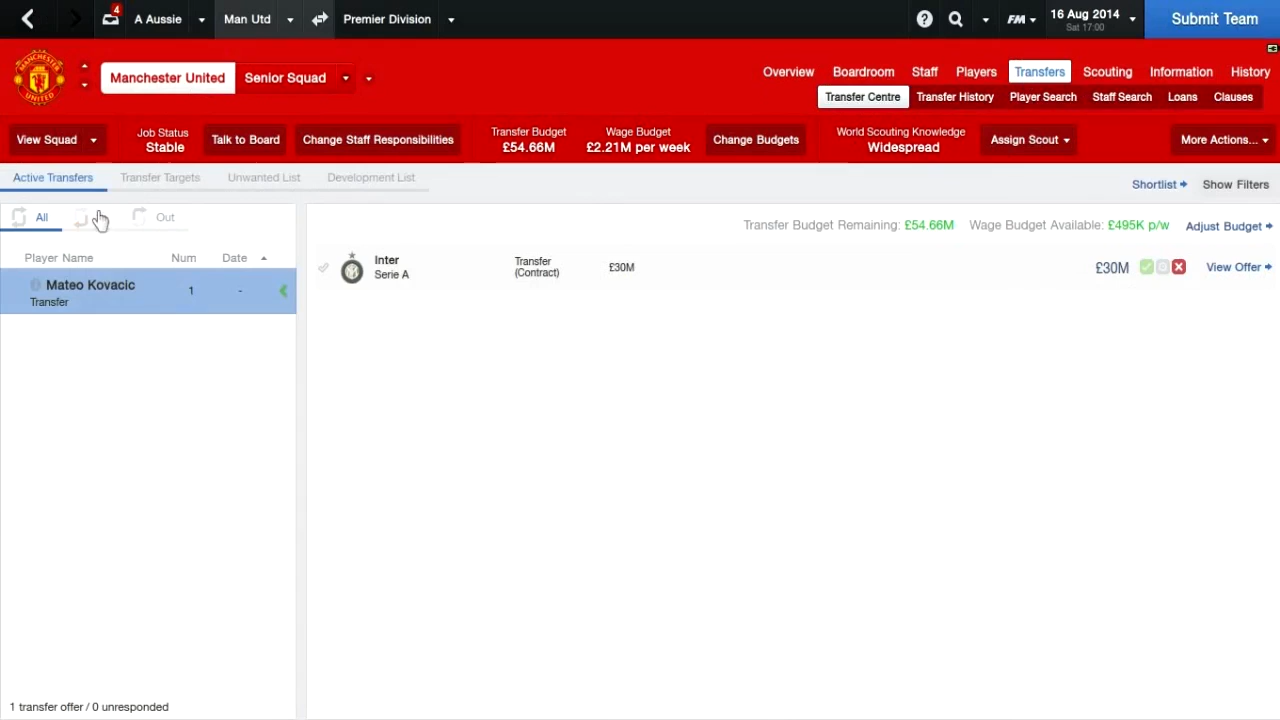 4
A Aussie
Man Utd
Premier Division
FM
16 Aug 2014
Sat 17:00
Submit Team
MANCHESTER
UNITED
Manchester United
Senior Squad
Overview
Boardroom
Staff
Players
Transfers
Scouting
Information
History
Transfer Centre
Transfer History
Player Search
Staff Search
Loans
Clauses
View Squad
Job Status
Stable
Talk to Board
Change Staff Responsibilities
Transfer Budget
£54.66M
Wage Budget
£2.21M per week
Change Budgets
World Scouting Knowledge
Widespread
Assign Scout
More Actions...
Active Transfers
Transfer Targets
Unwanted List
Development List
Shortlist
Show Filters
All
Out
Transfer Budget Remaining: £54.66M
Wage Budget Available: £495K p/w
Adjust Budget
Player Name
Num
Date
Mateo Kovacic
Transfer
1
-
Inter
Serie A
Transfer
(Contract)
£30M
£30M
View Offer
1 transfer offer / 0 unresponded